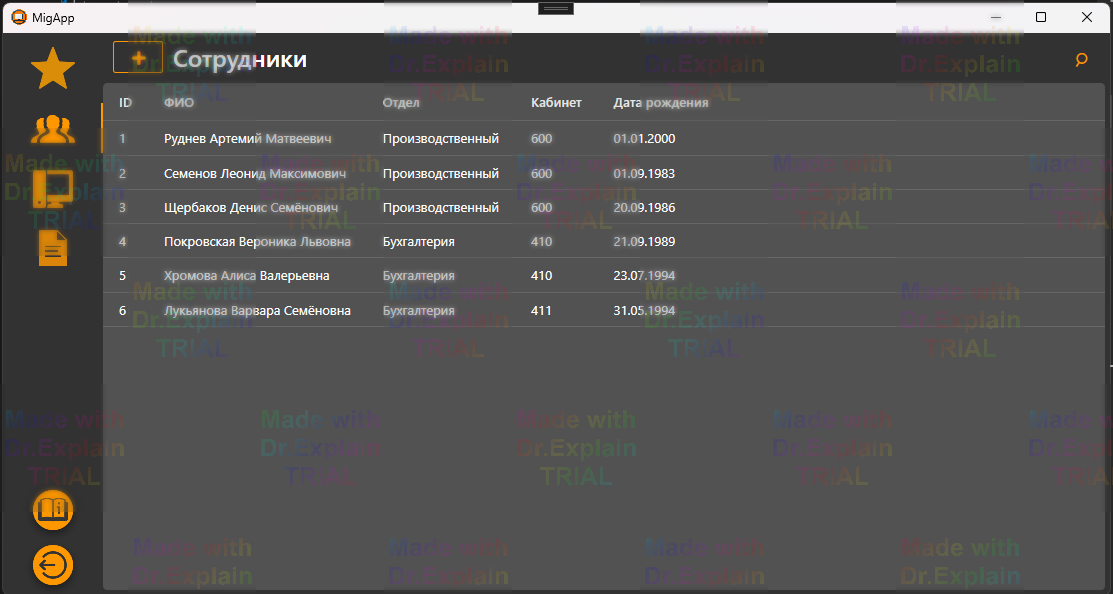 MigApp
Сотрудники
ID ФИО Отдел Кабинет Дата рождения
1 Руднев Артемий Матвеевич Производственный 600 01.01.2000
2 Семенов Леонид Максимович Производственный 600 01.09.1983
3 Щербаков Денис Семёнович Производственный 600 20.09.1986
4 Покровская Вероника Львовна Бухгалтерия 410 21.09.1989
5 Хромова Алиса Валерьевна Бухгалтерия 410 23.07.1994
6 Лукьянова Варвара Семёновна Бухгалтерия 411 31.05.1994
Made with
Dr.Explain
TRIAL